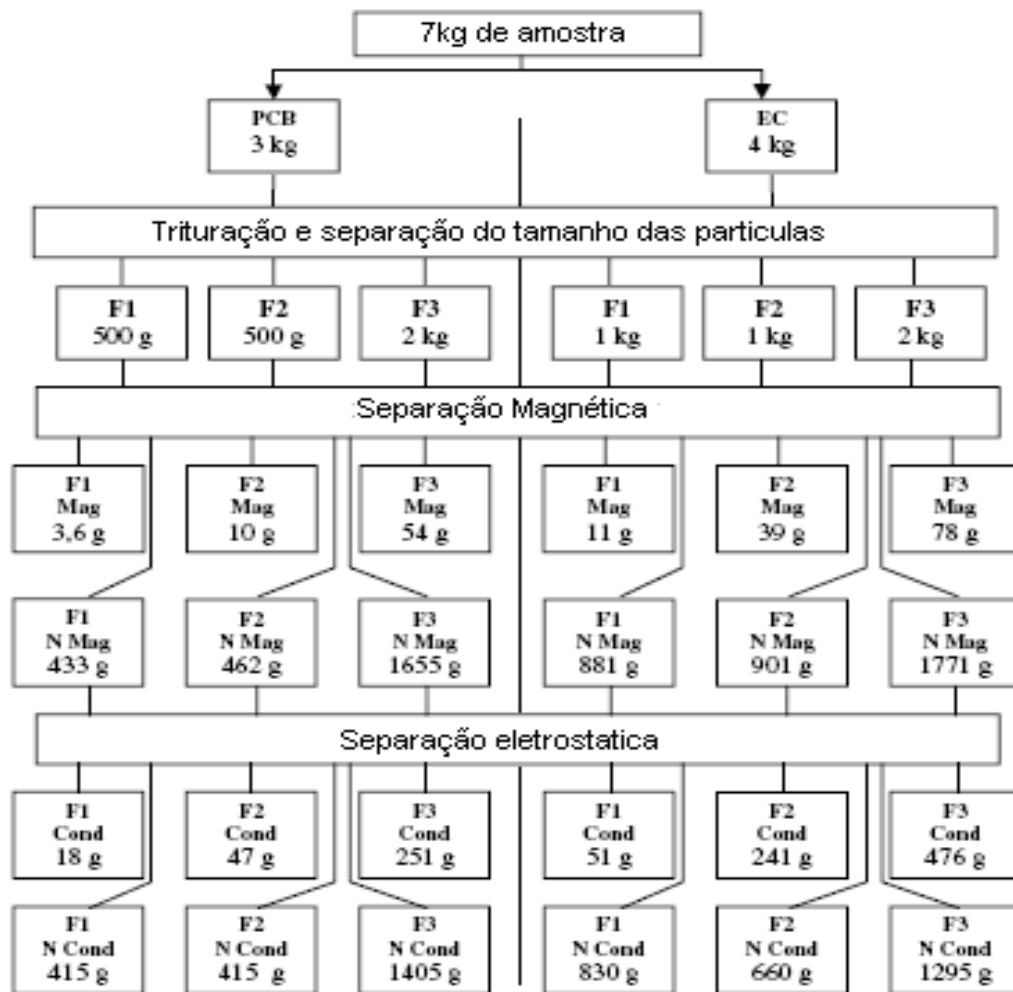 7kg de amostra
PCB
3 kg
EC
4 kg
Trituração e separação do tamanho das particulas
F1
500 g
F2
500 g
F3
2 kg
F1
1 kg
F2
1 kg
F3
2 kg
Separação Magnética
F1
Mag
3,6 g
F2
Mag
10 g
F3
Mag
54 g
F1
Mag
11 g
F2
Mag
39 g
F3
Mag
78 g
F1
N Mag
433 g
F2
N Mag
462 g
F3
N Mag
1655 g
F1
N Mag
881 g
F2
N Mag
901 g
F3
N Mag
1771 g
Separação eletrostatica
F1
Cond
18 g
F2
Cond
47 g
F3
Cond
251 g
F1
Cond
51 g
F2
Cond
241 g
F3
Cond
476 g
F1
N Cond
415 g
F2
N Cond
415 g
F3
N Cond
1405 g
F1
N Cond
830 g
F2
N Cond
660 g
F3
N Cond
1295 g